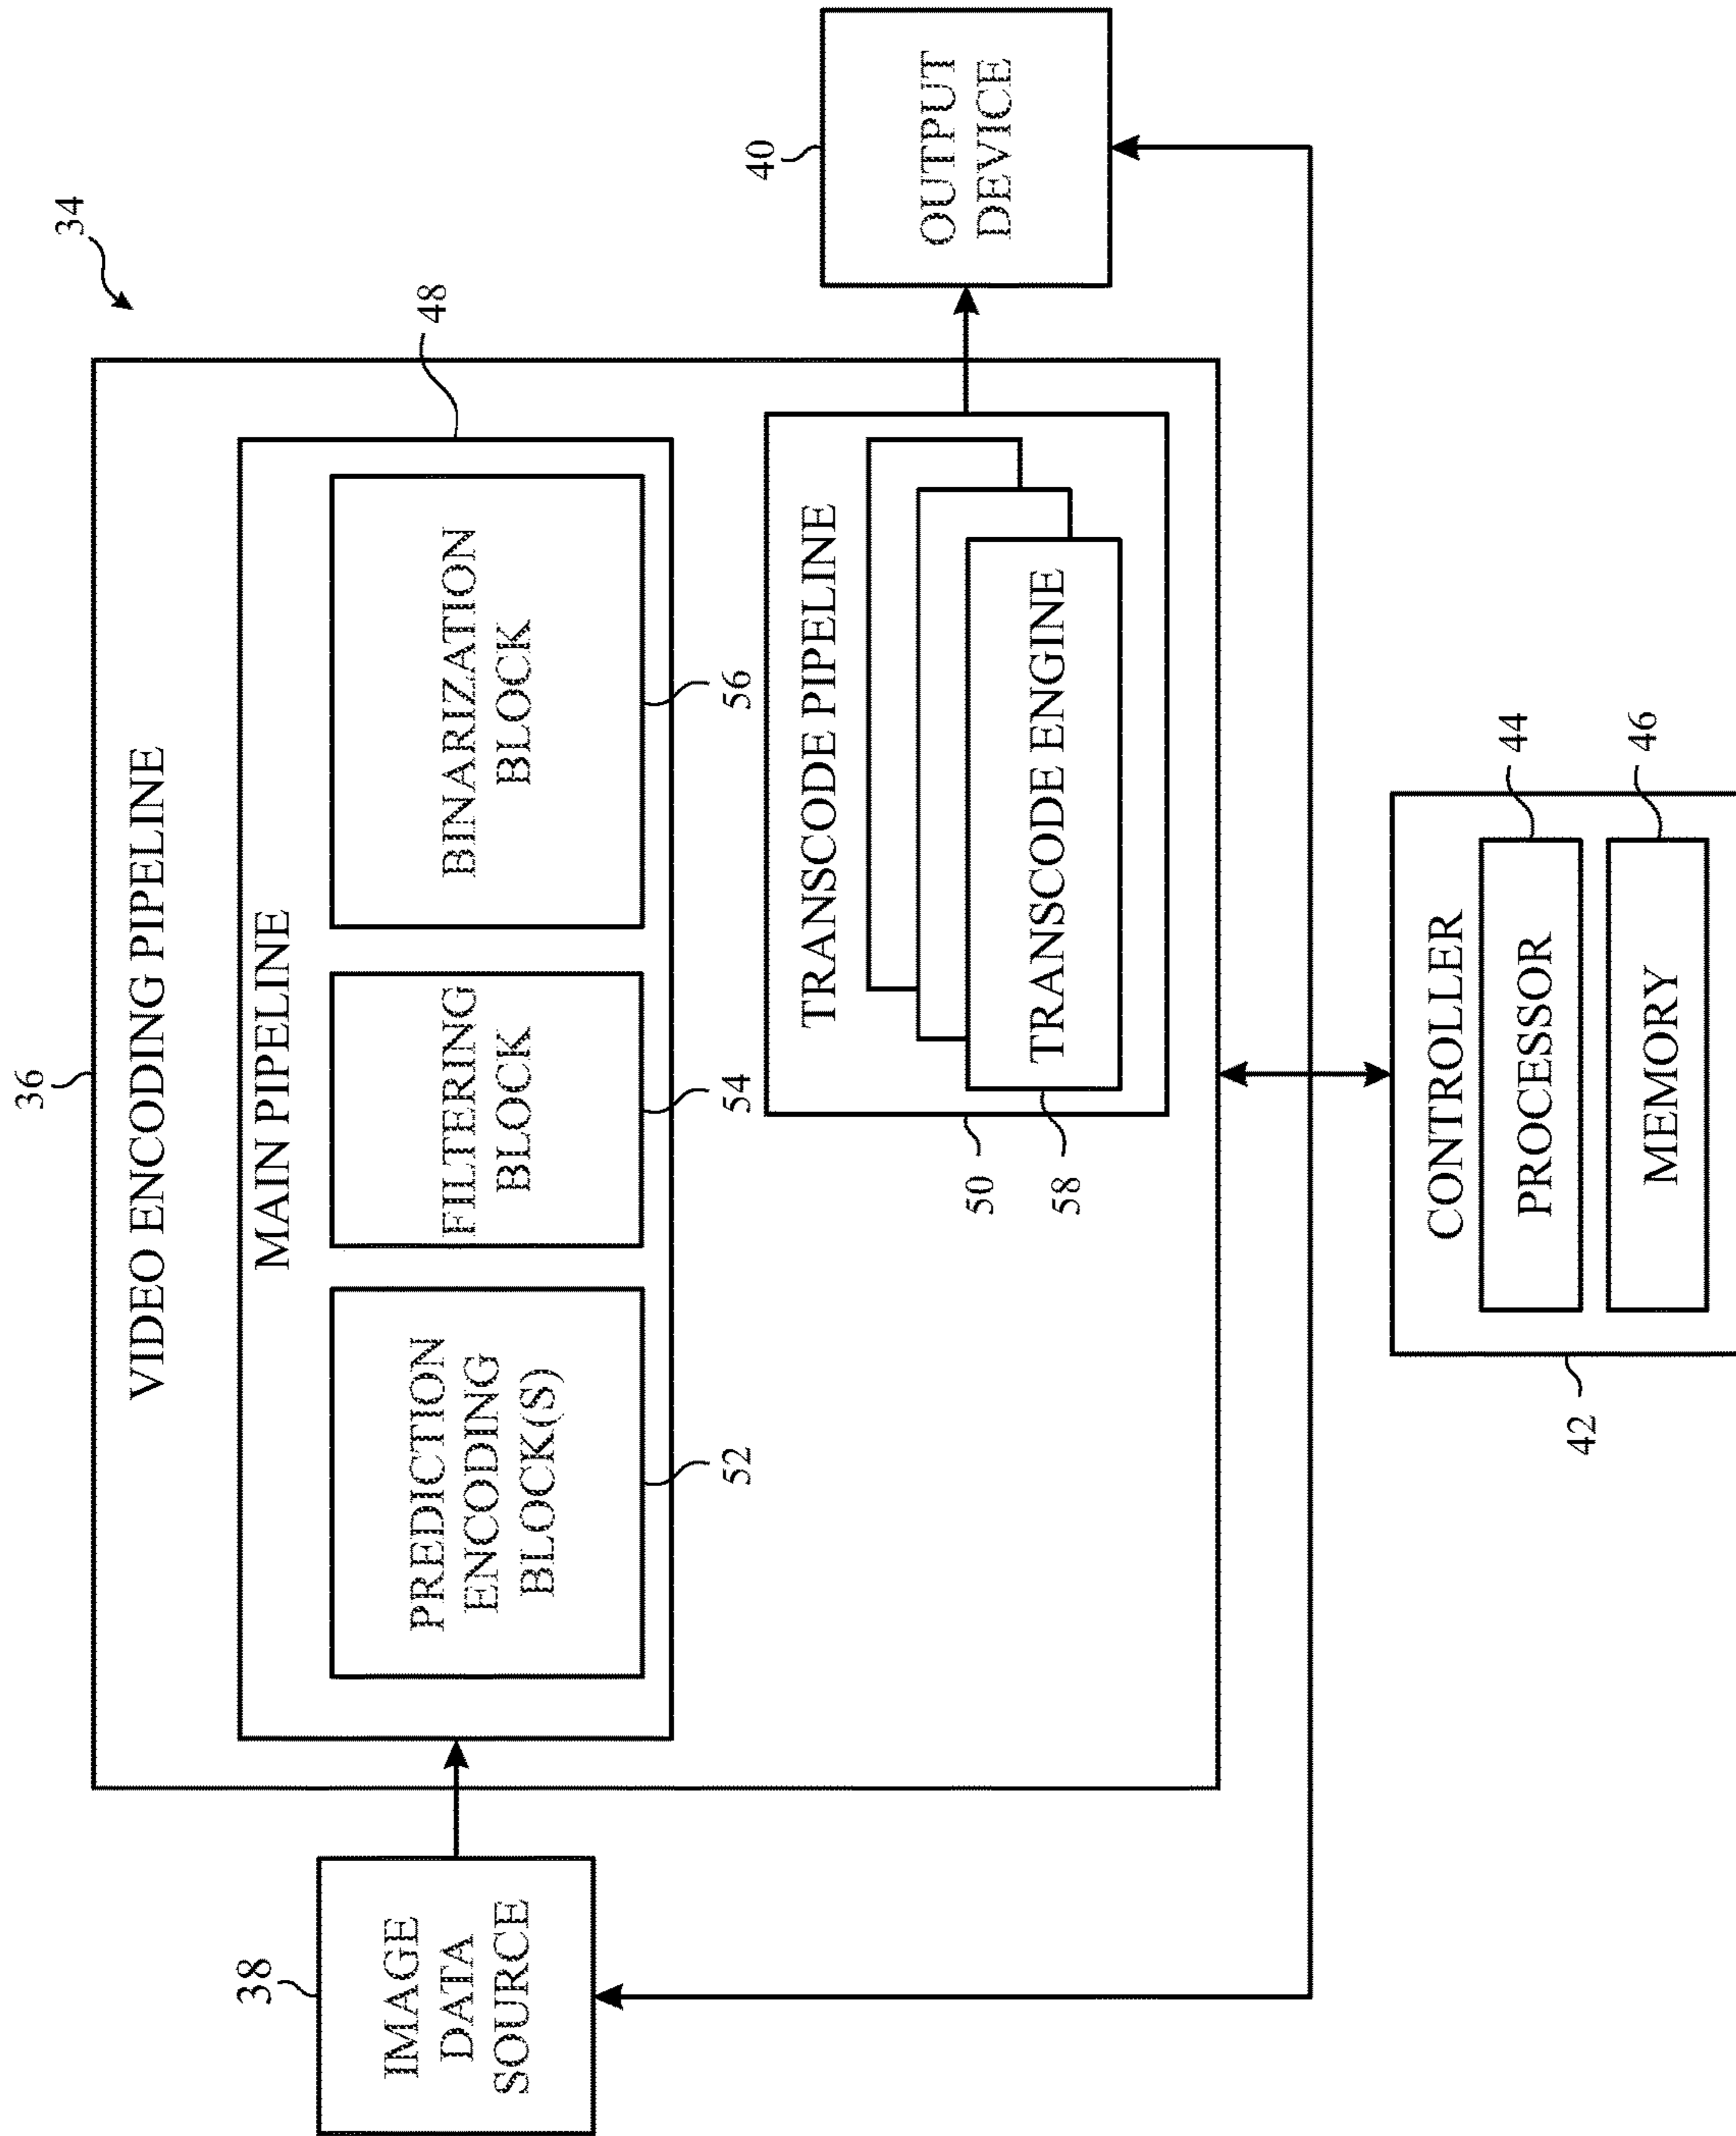 34
36
VIDEO ENCODING PIPELINE
48
MAIN PIPELINE
38
IMAGE
DATA
SOURCE
PREDICTION
ENCODING
BLOCK(S)
52
FILTERING
BLOCK
54
BINARIZATION
BLOCK
56
TRANSCODE PIPELINE
TRANSCODE ENGINE
50
58
40
OUTPUT
DEVICE
CONTROLLER
PROCESSOR
44
MEMORY
46
42